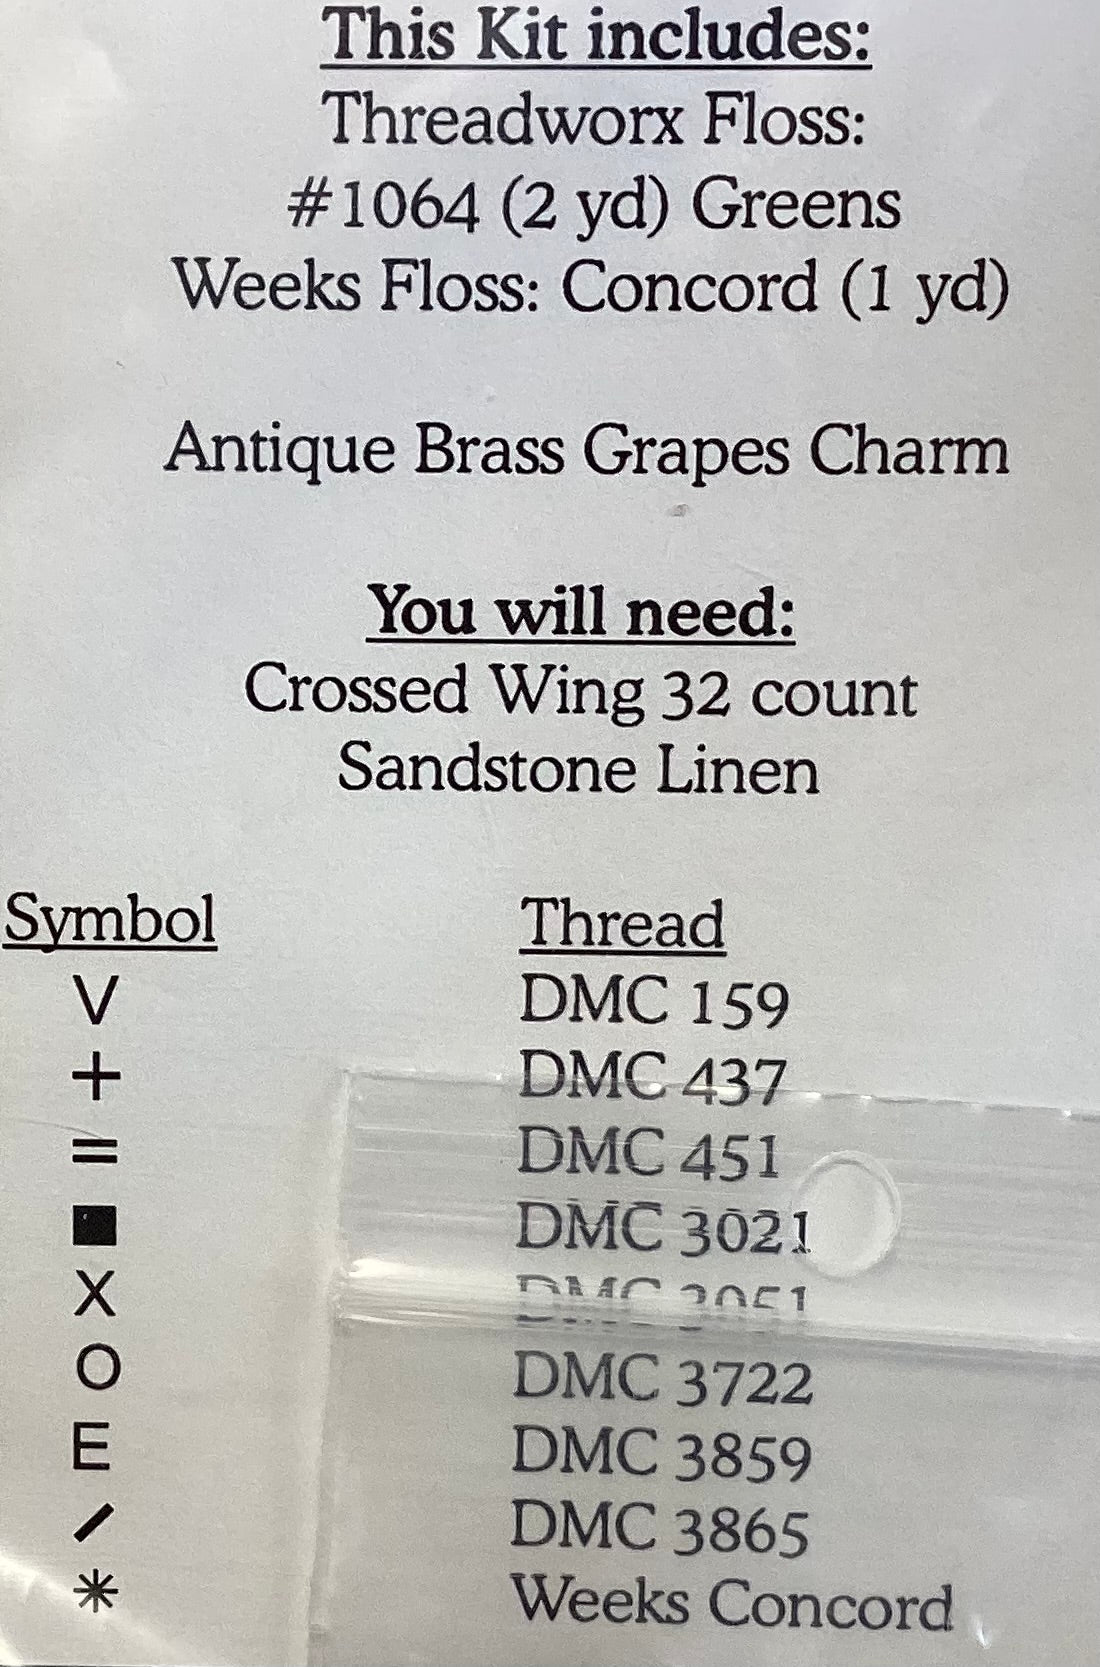 This Kit includes:
Threadworx Floss:
#1064 (2 yd) Greens
Weeks Floss: Concord (1 yd)
Antique Brass Grapes Charm
You will need:
Crossed Wing 32 count
Sandstone Linen
Symbol Thread
V DMC 159
+ DMC 437
= DMC 451
■ DMC 3021
X DMC 3051
O DMC 3722
E DMC 3859
/ DMC 3865
* Weeks Concord